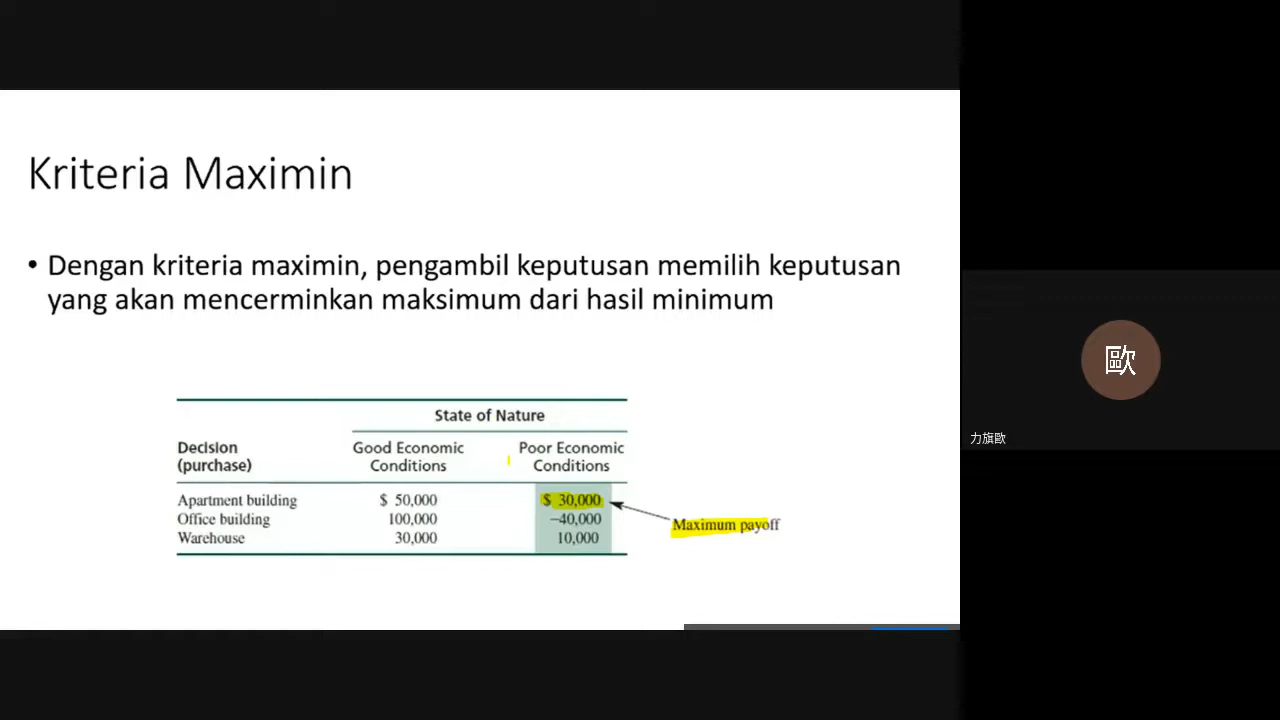 Kriteria Maximin
• Dengan kriteria maximin, pengambil keputusan memilih keputusan
yang akan mencerminkan maksimum dari hasil minimum
State of Nature
Decision
(purchase)
Good Economic
Conditions
Poor Economic
Conditions
Apartment building $ 50,000 $ 30,000
Office building 100,000 −40,000
Warehouse 30,000 10,000
Maximum payoff
歐
力旗歐